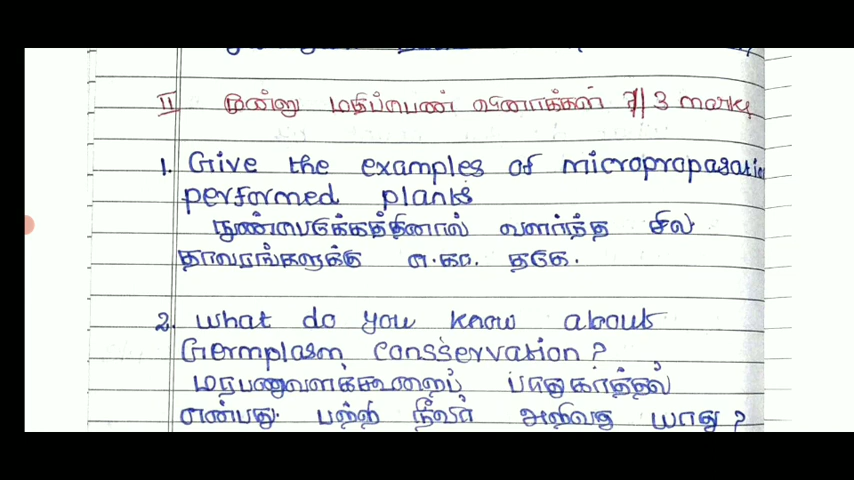 II மூன்று மதிப்பெண் வினாக்கள் 7|| 3 marks
1. Give the examples of micropropagation
performed plants
நுண்பெருக்கத்தினால் வளர்ந்த சில
தாவரங்களுக்கு எ.கா. தருக.
2. What do you know about
Germplasm conservation?
மரபணுவளக்கூறைப் பாதுகாத்தல்
என்பது பற்றி நீவிர் அறிவது யாது?